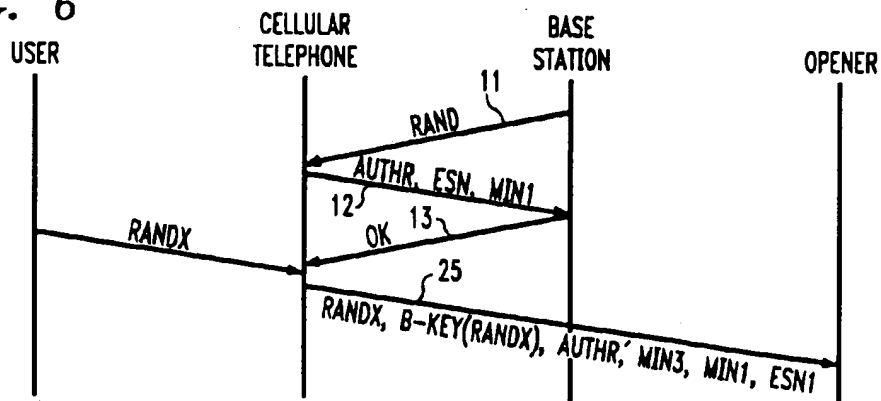 . 6
USER
CELLULAR
TELEPHONE
BASE
STATION
OPENER
11
RAND
AUTHR, ESN, MIN1
12
13
OK
RANDX
25
RANDX, B-KEY(RANDX), AUTHR,' MIN3, MIN1, ESN1